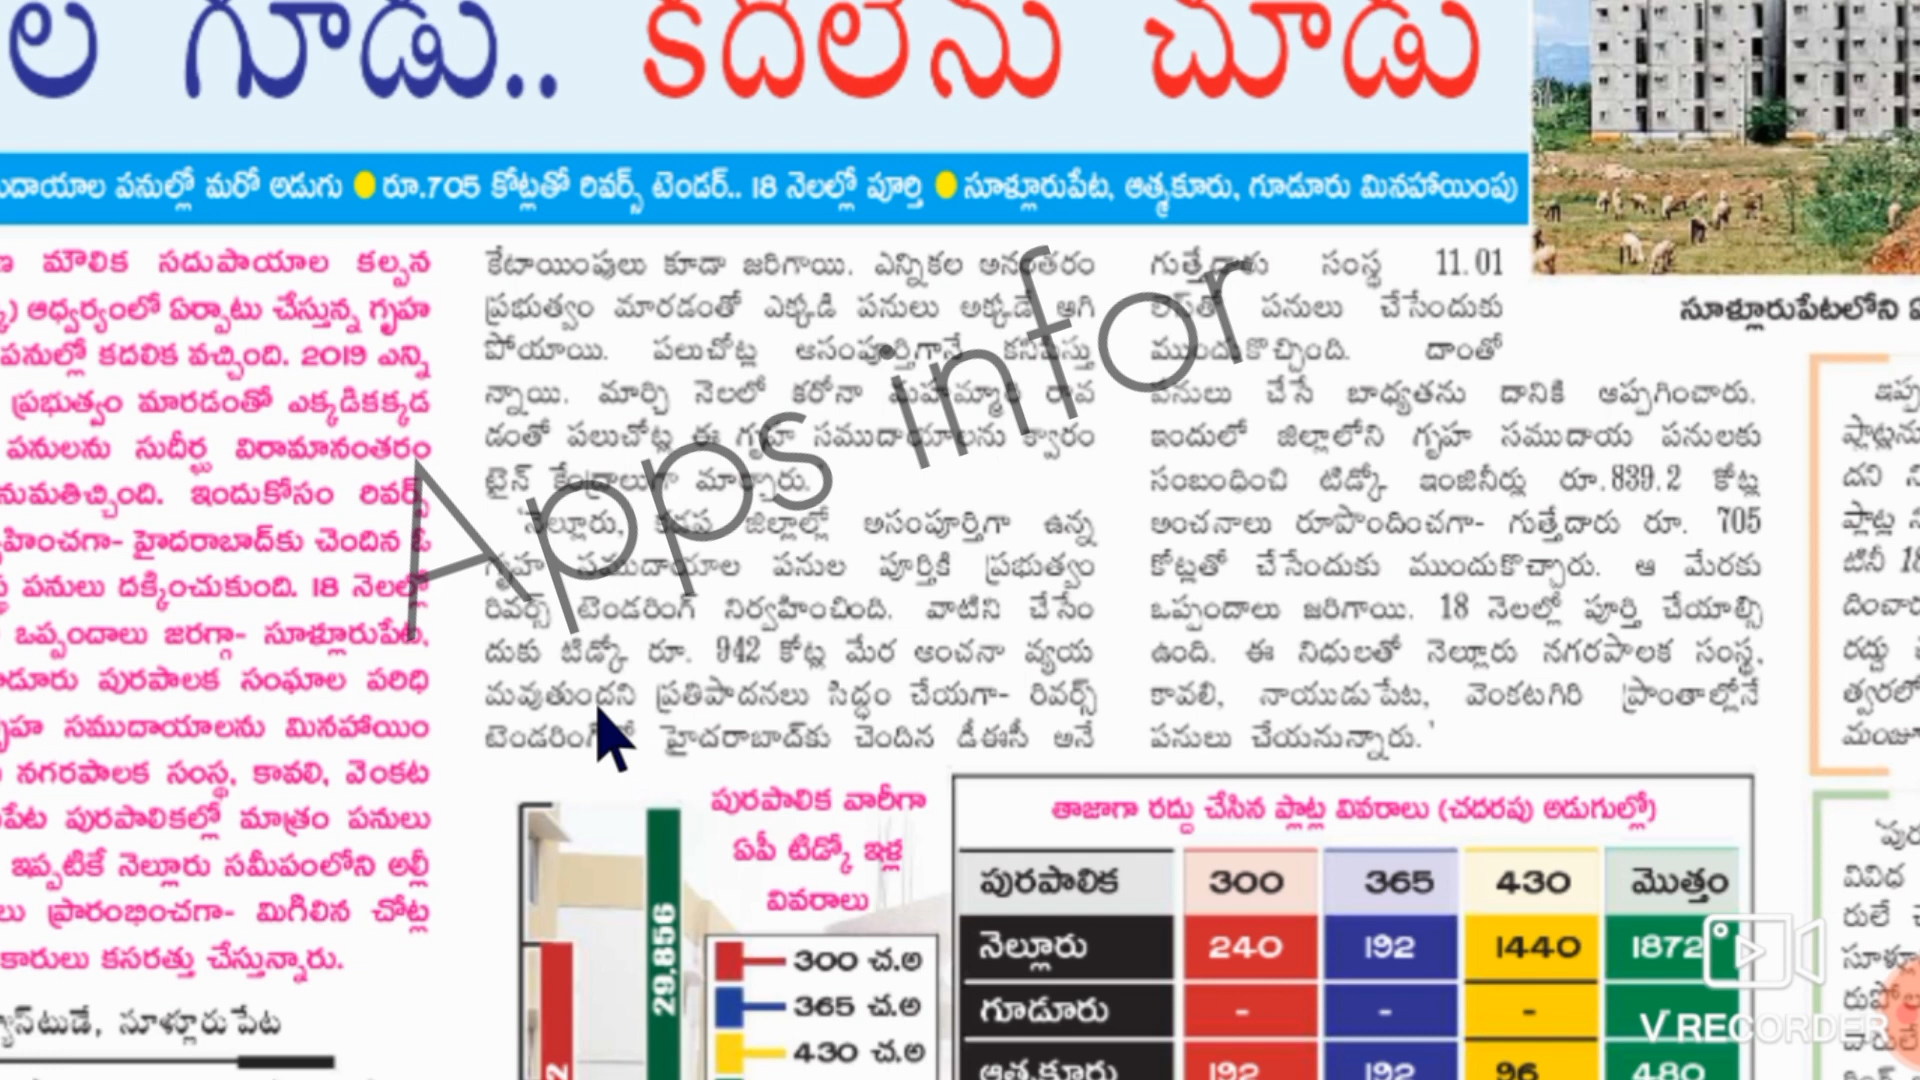 ల గూడు.. కదలెను చూడు
పనుల్లో మరో అడుగు ● రూ.705 కోట్లతో రివర్స్ టెండర్.. 18 నెలల్లో పూర్తి ● సూళ్లూరుపేట, ఆత్మకూరు, గూడూరు మినహాయింపు
మౌలిక సదుపాయాల కల్పన
ఆధ్వర్యంలో ఏర్పాటు చేస్తున్న గృహ
పనుల్లో కదలిక వచ్చింది. 2019 ఎన్ని
ప్రభుత్వం మారడంతో ఎక్కడికక్కడ
పనులను సుదీర్ఘ విరామానంతరం
ఇందుకోసం రివర్స్
హైదరాబాద్‌కు చెందిన ఓ
పనులు దక్కించుకుంది. 18 నెలల్లో
ఒప్పందాలు జరగ్గా- సూళ్లూరుపేట,
పురపాలక సంఘాల పరిధి
సముదాయాలను మినహాయిం
నగరపాలక సంస్థ, కావలి, వెంకట
పురపాలికల్లో మాత్రం పనులు
ఇప్పటికే నెల్లూరు సమీపంలోని అల్లీ
ప్రారంభించగా- మిగిలిన చోట్ల
కసరత్తు చేస్తున్నారు.
సూళ్లూరుపేట
కేటాయింపులు కూడా జరిగాయి. ఎన్నికల అనంతరం
ప్రభుత్వం మారడంతో ఎక్కడి పనులు అక్కడే ఆగి
పోయాయి. పలుచోట్ల అసంపూర్తిగానే కనిపిస్తు
న్నాయి. మార్చి నెలలో కరోనా మహమ్మారి రావ
డంతో పలుచోట్ల ఈ గృహ సముదాయాలను క్వారం
టైన్ కేంద్రాలుగా మార్చారు.
'నెల్లూరు, కడప జిల్లాల్లో అసంపూర్తిగా ఉన్న
గృహ సముదాయాల పనుల పూర్తికి ప్రభుత్వం
రివర్స్ టెండరింగ్ నిర్వహించింది. వాటిని చేసేం
దుకు టిడ్కో రూ. 942 కోట్ల మేర అంచనా వ్యయ
మవుతుందని ప్రతిపాదనలు సిద్ధం చేయగా- రివర్స్
టెండరింగ్‌లో హైదరాబాద్‌కు చెందిన డీఈసీ అనే
గుత్తేదారు సంస్థ 11.01
లెస్‌తో పనులు చేసేందుకు
ముందుకొచ్చింది. దాంతో
పనులు చేసే బాధ్యతను దానికి అప్పగించారు.
ఇందులో జిల్లాలోని గృహ సముదాయ పనులకు
సంబంధించి టిడ్కో ఇంజినీర్లు రూ.839.2 కోట్ల
అంచనాలు రూపొందించగా- గుత్తేదారు రూ. 705
కోట్లతో చేసేందుకు ముందుకొచ్చారు. ఆ మేరకు
ఒప్పందాలు జరిగాయి. 18 నెలల్లో పూర్తి చేయాల్సి
ఉంది. ఈ నిధులతో నెల్లూరు నగరపాలక సంస్థ,
కావలి, నాయుడుపేట, వెంకటగిరి ప్రాంతాల్లోనే
పనులు చేయనున్నారు.'
సూళ్లూరుపేటలోని
Apps infor
పురపాలిక వారీగా
ఏపీ టిడ్కో ఇళ్ల
వివరాలు
29,856
300 చ.అ
365 చ.అ
430 చ.అ
తాజాగా రద్దు చేసిన ప్లాట్ల వివరాలు (చదరపు అడుగుల్లో)
పురపాలిక 300 365 430 మొత్తం
నెల్లూరు 240 192 1440 1872
గూడూరు - - -
ఆత్మకూరు 192 192 96 480
V RECORDER